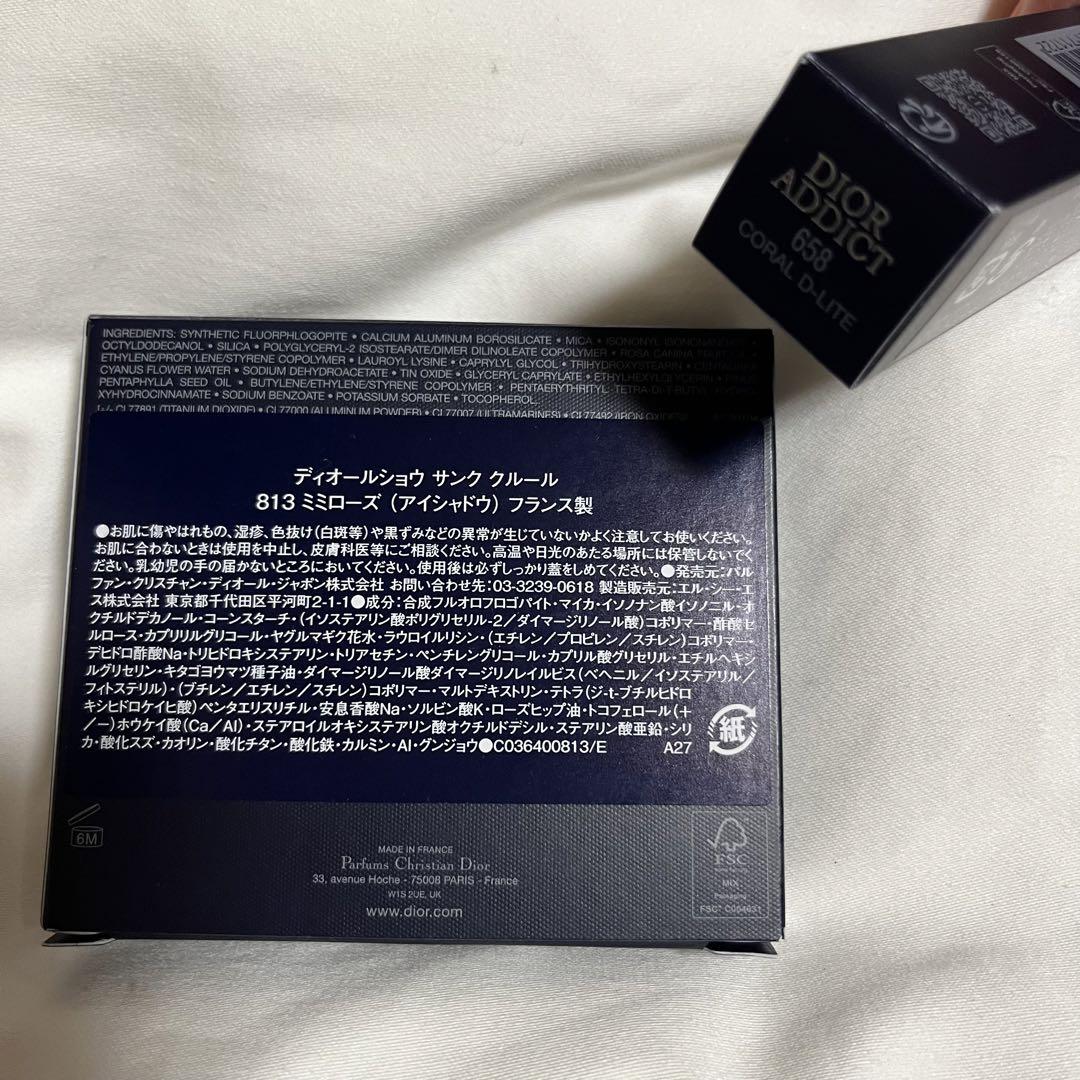 DIOR
ADDICT
658
CORAL D-LITE
INGREDIENTS: SYNTHETIC FLUORPHLOGOPITE • CALCIUM ALUMINUM BOROSILICATE • MICA • ISONONYL ISONONANOATE •
OCTYLDODECANOL • SILICA • POLYGLYCERYL-2 ISOSTEARATE/DIMER DILINOLEATE COPOLYMER • ROSA CANINA FRUIT OIL •
ETHYLENE/PROPYLENE/STYRENE COPOLYMER • LAUROYL LYSINE • CAPRYLYL GLYCOL • TRIHYDROXYSTEARIN • CENTAUREA
CYANUS FLOWER WATER • SODIUM DEHYDROACETATE • TIN OXIDE • GLYCERYL CAPRYLATE • ETHYLHEXYLGLYCERIN • PINUS
PENTAPHYLLA SEED OIL • BUTYLENE/ETHYLENE/STYRENE COPOLYMER • PENTAERYTHRITYL TETRA-DI-T-BUTYL HYDRO-
XYHYDROCINNAMATE • SODIUM BENZOATE • POTASSIUM SORBATE • TOCOPHEROL.
[+/- CI 77891 (TITANIUM DIOXIDE) • CI 77000 (ALUMINUM POWDER) • CI 77007 (ULTRAMARINES) • CI 77492 (IRON OXIDES)
ディオールショウ サンク クルール
813 ミミローズ (アイシャドウ) フランス製
●お肌に傷やはれもの、湿疹、色抜け(白斑等)や黒ずみなどの異常が生じていないかよく注意してお使いください。
お肌に合わないときは使用を中止し、皮膚科医等にご相談ください。高温や日光のあたる場所には保管しないでく
ださい。乳幼児の手の届かないところにおいてください。使用後は必ずしっかり蓋をしめてください。●発売元:パル
ファン・クリスチャン・ディオール・ジャポン株式会社 お問い合わせ先:03-3239-0618 製造販売元:エル・シー・エ
ス株式会社 東京都千代田区平河町2-1-1●成分:合成フルオロフロゴパイト・マイカ・イソノナン酸イソノニル・オ
クチルドデカノール・コーンスターチ・(イソステアリン酸ポリグリセリル-2/ダイマージリノール酸)コポリマー・酢酸セ
ルロース・カプリリルグリコール・ヤグルマギク花水・ラウロイルリシン・(エチレン/プロピレン/スチレン)コポリマー・
デヒドロ酢酸Na・トリヒドロキシステアリン・トリアセチン・ペンチレングリコール・カプリル酸グリセリル・エチルヘキシ
ルグリセリン・キタゴヨウマツ種子油・ダイマージリノール酸ダイマージリノレイルビス(ベヘニル/イソステアリル/
フィトステリル)・(ブチレン/エチレン/スチレン)コポリマー・マルトデキストリン・テトラ(ジ-t-ブチルヒドロ
キシヒドロケイヒ酸)ペンタエリスリチル・安息香酸Na・ソルビン酸K・ローズヒップ油・トコフェロール(+
/-)ホウケイ酸(Ca/Al)・ステアロイルオキシステアリン酸オクチルドデシル・ステアリン酸亜鉛・シリ
カ・酸化スズ・カオリン・酸化チタン・酸化鉄・カルミン・Al・グンジョウ●C036400813/E A27
紙
6M
MADE IN FRANCE
Parfums Christian Dior
33, avenue Hoche - 75008 PARIS - France
W1S 2UE, UK
www.dior.com
FSC
MIX
Packaging
FSC® C004631